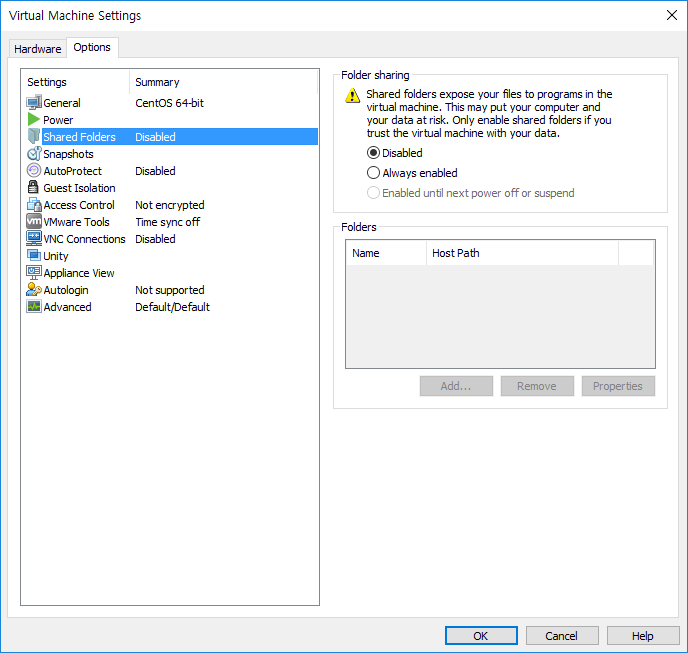 Virtual Machine Settings
Hardware Options
Settings Summary
General CentOS 64-bit
Power
Shared Folders Disabled
Snapshots
AutoProtect Disabled
Guest Isolation
Access Control Not encrypted
vm VMware Tools Time sync off
VNC Connections Disabled
Unity
Appliance View
Autologin Not supported
Advanced Default/Default
Folder sharing
Shared folders expose your files to programs in the
virtual machine. This may put your computer and
your data at risk. Only enable shared folders if you
trust the virtual machine with your data.
Disabled
Always enabled
Enabled until next power off or suspend
Folders
Name Host Path
Add... Remove Properties
OK Cancel Help